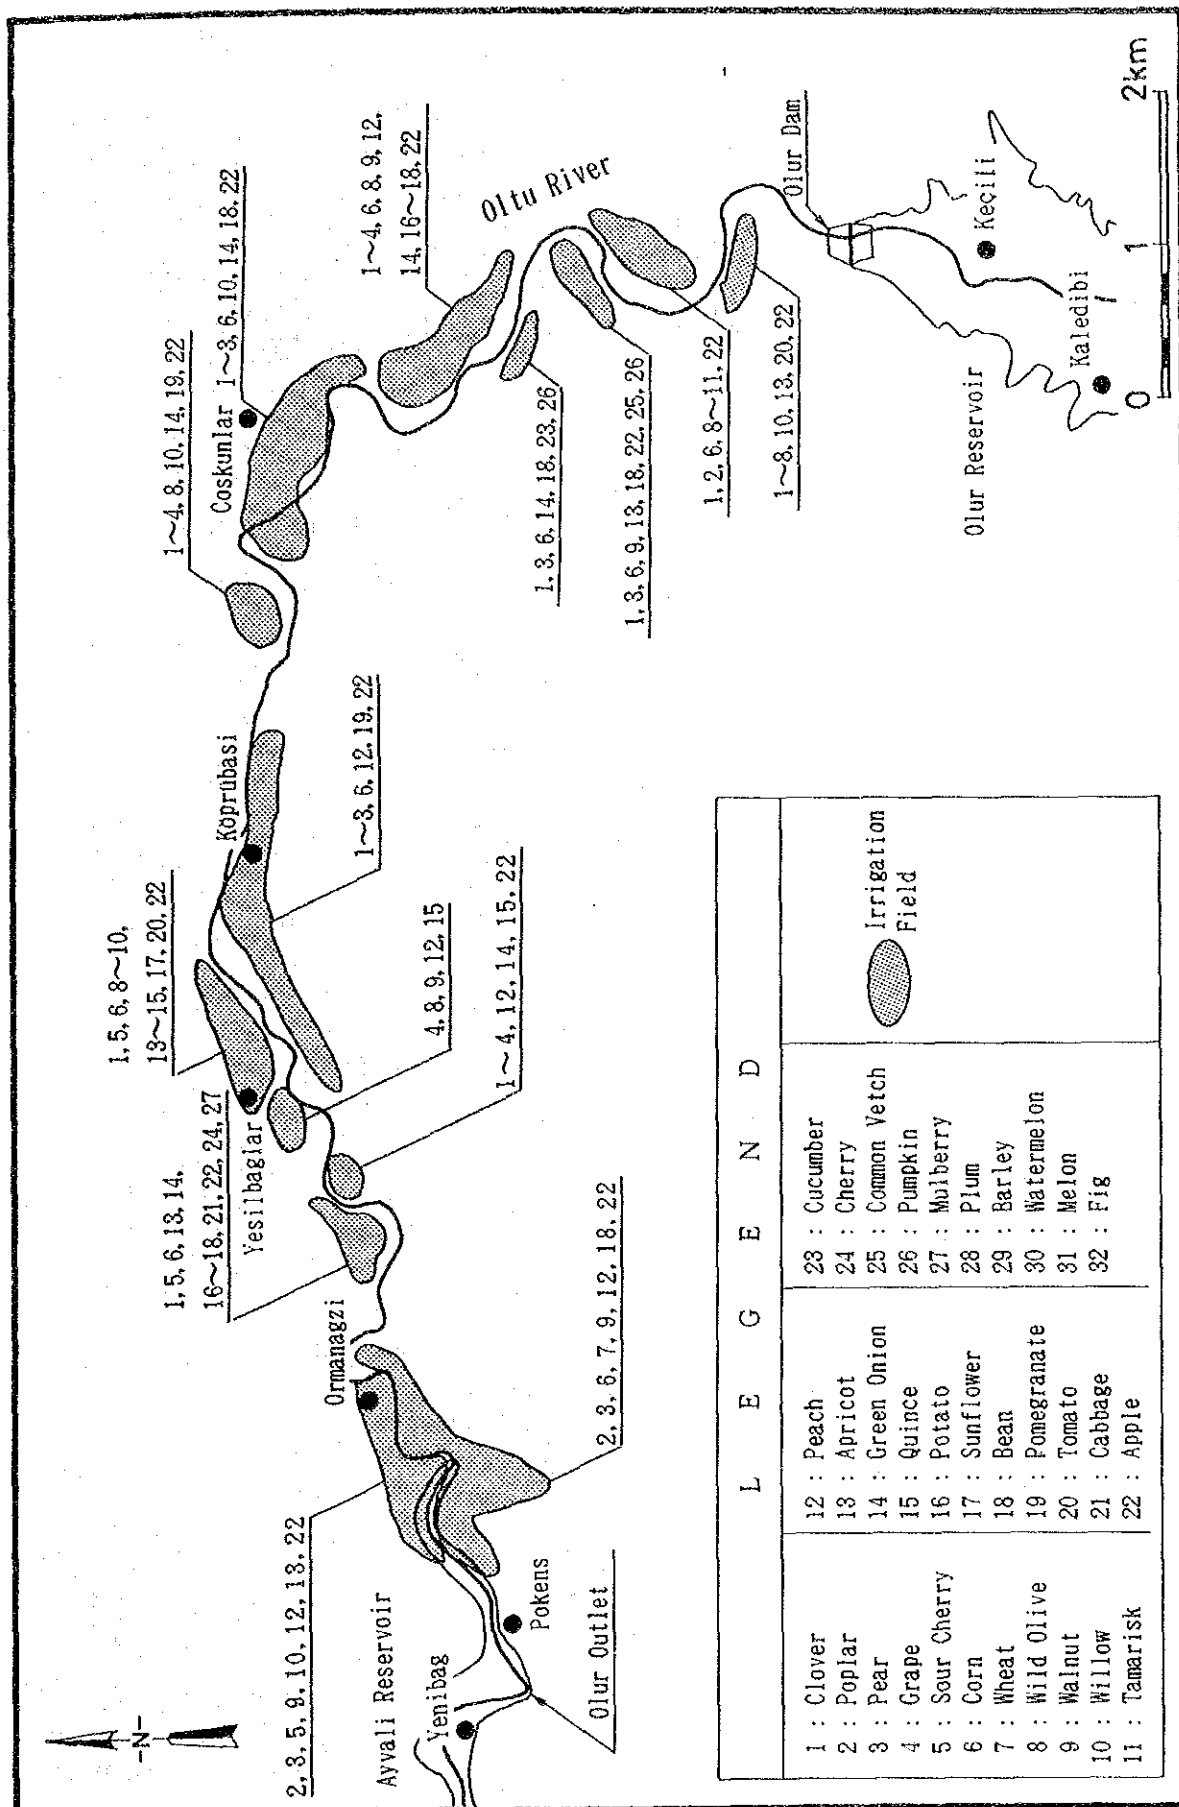 -N-
2, 3, 5, 9, 10, 12, 13, 22
Ayvali Reservoir
Yenibag
Pokens
Olur Outlet
Ormanagzi
2, 3, 6, 7, 9, 12, 18, 22
1, 5, 6, 13, 14,
16～18, 21, 22, 24, 27
Yesilbaglar
1, 5, 6, 8～10,
13～15, 17, 20, 22
4, 8, 9, 12, 15
1～4, 12, 14, 15, 22
Köprübasi
1～3, 6, 12, 19, 22
1～4, 8, 10, 14, 19, 22
Coskunlar
1～3, 6, 10, 14, 18, 22
1～4, 6, 8, 9, 12,
14, 16～18, 22
Oltu River
1, 3, 6, 14, 18, 23, 26
1, 3, 6, 9, 13, 18, 22, 25, 26
1, 2, 6, 8～11, 22
1～8, 10, 13, 20, 22
Olur Dam
Olur Reservoir
Keçili
Kaledibi
0 1 2km
LEGEND
1 : Clover
2 : Poplar
3 : Pear
4 : Grape
5 : Sour Cherry
6 : Corn
7 : Wheat
8 : Wild Olive
9 : Walnut
10 : Willow
11 : Tamarisk
12 : Peach
13 : Apricot
14 : Green Onion
15 : Quince
16 : Potato
17 : Sunflower
18 : Bean
19 : Pomegranate
20 : Tomato
21 : Cabbage
22 : Apple
23 : Cucumber
24 : Cherry
25 : Common Vetch
26 : Pumpkin
27 : Mulberry
28 : Plum
29 : Barley
30 : Watermelon
31 : Melon
32 : Fig
Irrigation
Field